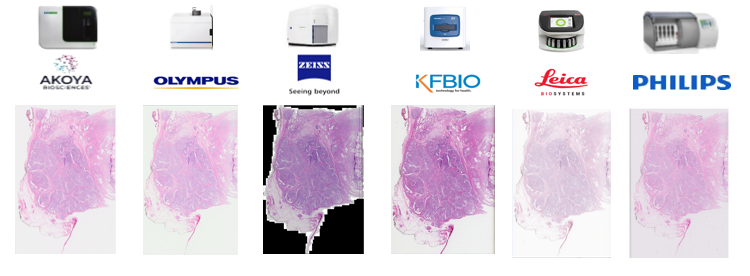 AKOYA
BIOSCIENCES®
OLYMPUS
ZEISS
Seeing beyond
KFBIO
technology for health
Leica
BIOSYSTEMS
PHILIPS